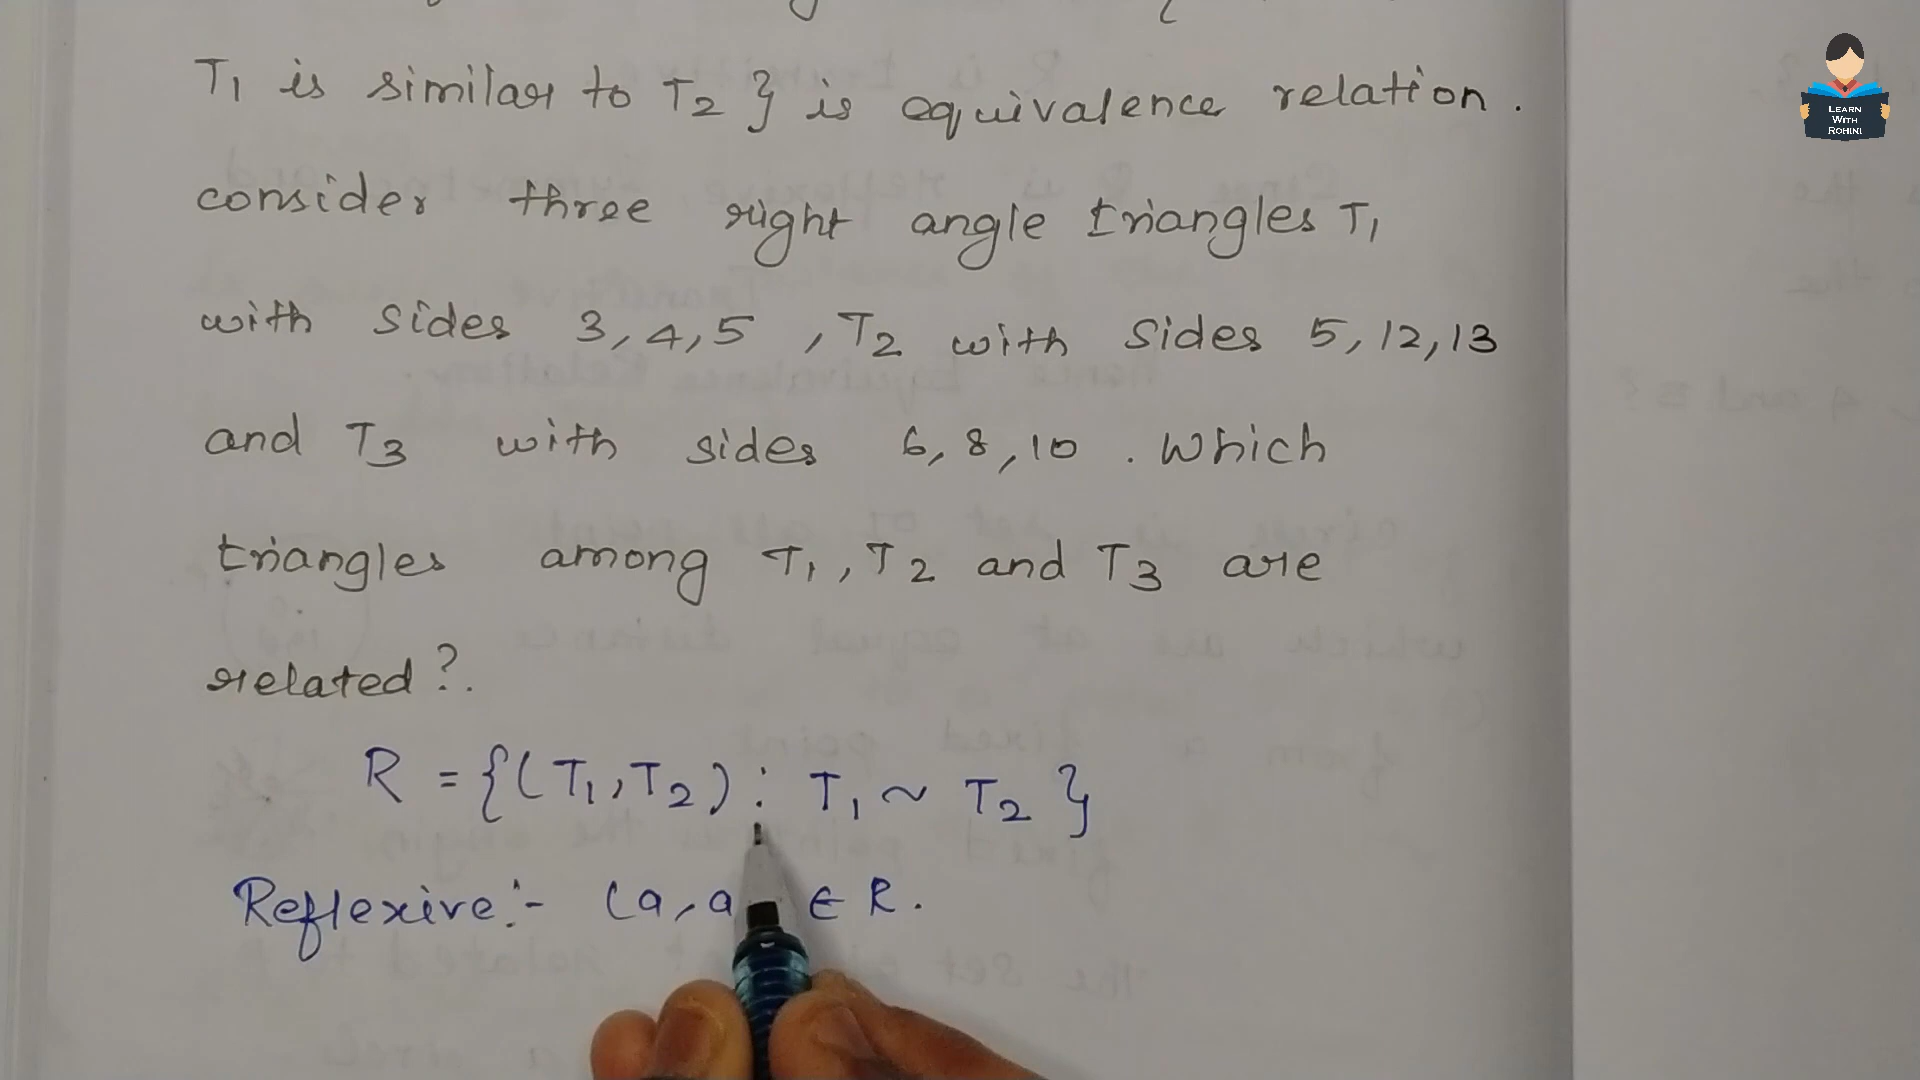 T1 is similar to T2 } is equivalence relation.
consider three right angle triangles T1
with sides 3,4,5 , T2 with sides 5,12,13
and T3 with sides 6,8,10 . Which
triangles among T1,T2 and T3 are
related?.
R = {(T1,T2): T1 ~ T2 }
Reflexive:- (a,a ∈ R.
LEARN
WITH
ROHINI